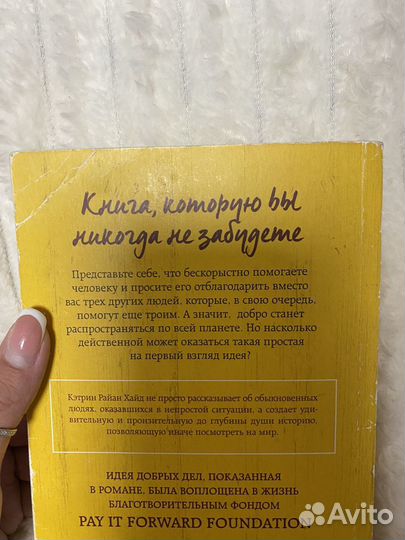 Книга, которую вы
никогда не забудете
Представьте себе, что бескорыстно помогаете
человеку и просите его отблагодарить вместо
вас трех других людей, которые, в свою очередь,
помогут еще троим. А значит, добро станет
распространяться по всей планете. Но насколько
действенной может оказаться такая простая
на первый взгляд идея?
Кэтрин Райан Хайд не просто рассказывает об обыкновенных
людях, оказавшихся в непростой ситуации, а создает уди-
вительную и пронзительную до глубины души историю,
позволяющую иначе посмотреть на мир.
ИДЕЯ ДОБРЫХ ДЕЛ, ПОКАЗАННАЯ
В РОМАНЕ, БЫЛА ВОПЛОЩЕНА В ЖИЗНЬ
БЛАГОТВОРИТЕЛЬНЫМ ФОНДОМ
PAY IT FORWARD FOUNDATION
Avito